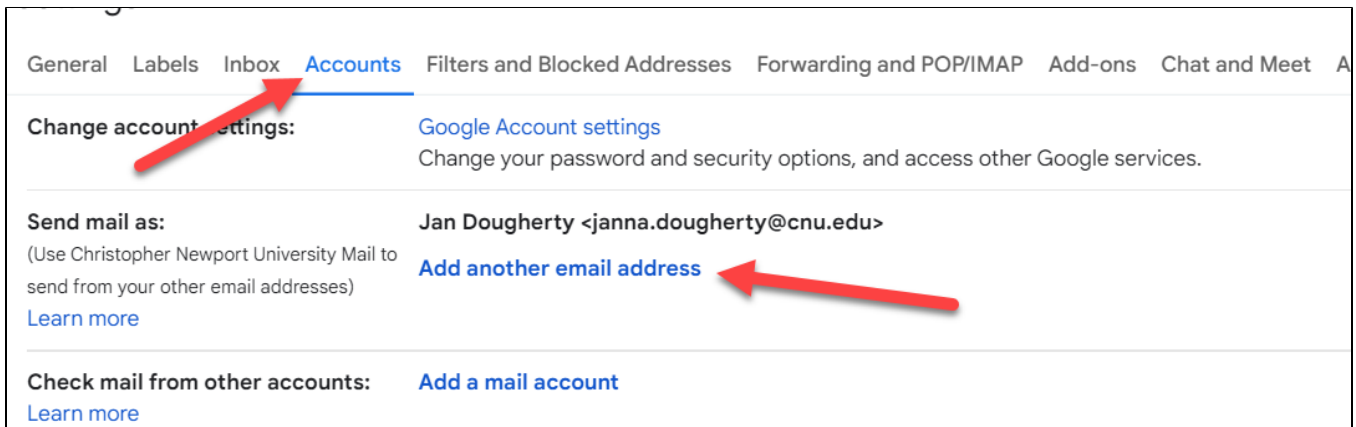 General Labels Inbox Accounts Filters and Blocked Addresses Forwarding and POP/IMAP Add-ons Chat and Meet A
Change account settings: Google Account settings
Change your password and security options, and access other Google services.
Send mail as: Jan Dougherty <janna.dougherty@cnu.edu>
(Use Christopher Newport University Mail to
send from your other email addresses)
Add another email address
Learn more
Check mail from other accounts: Add a mail account
Learn more